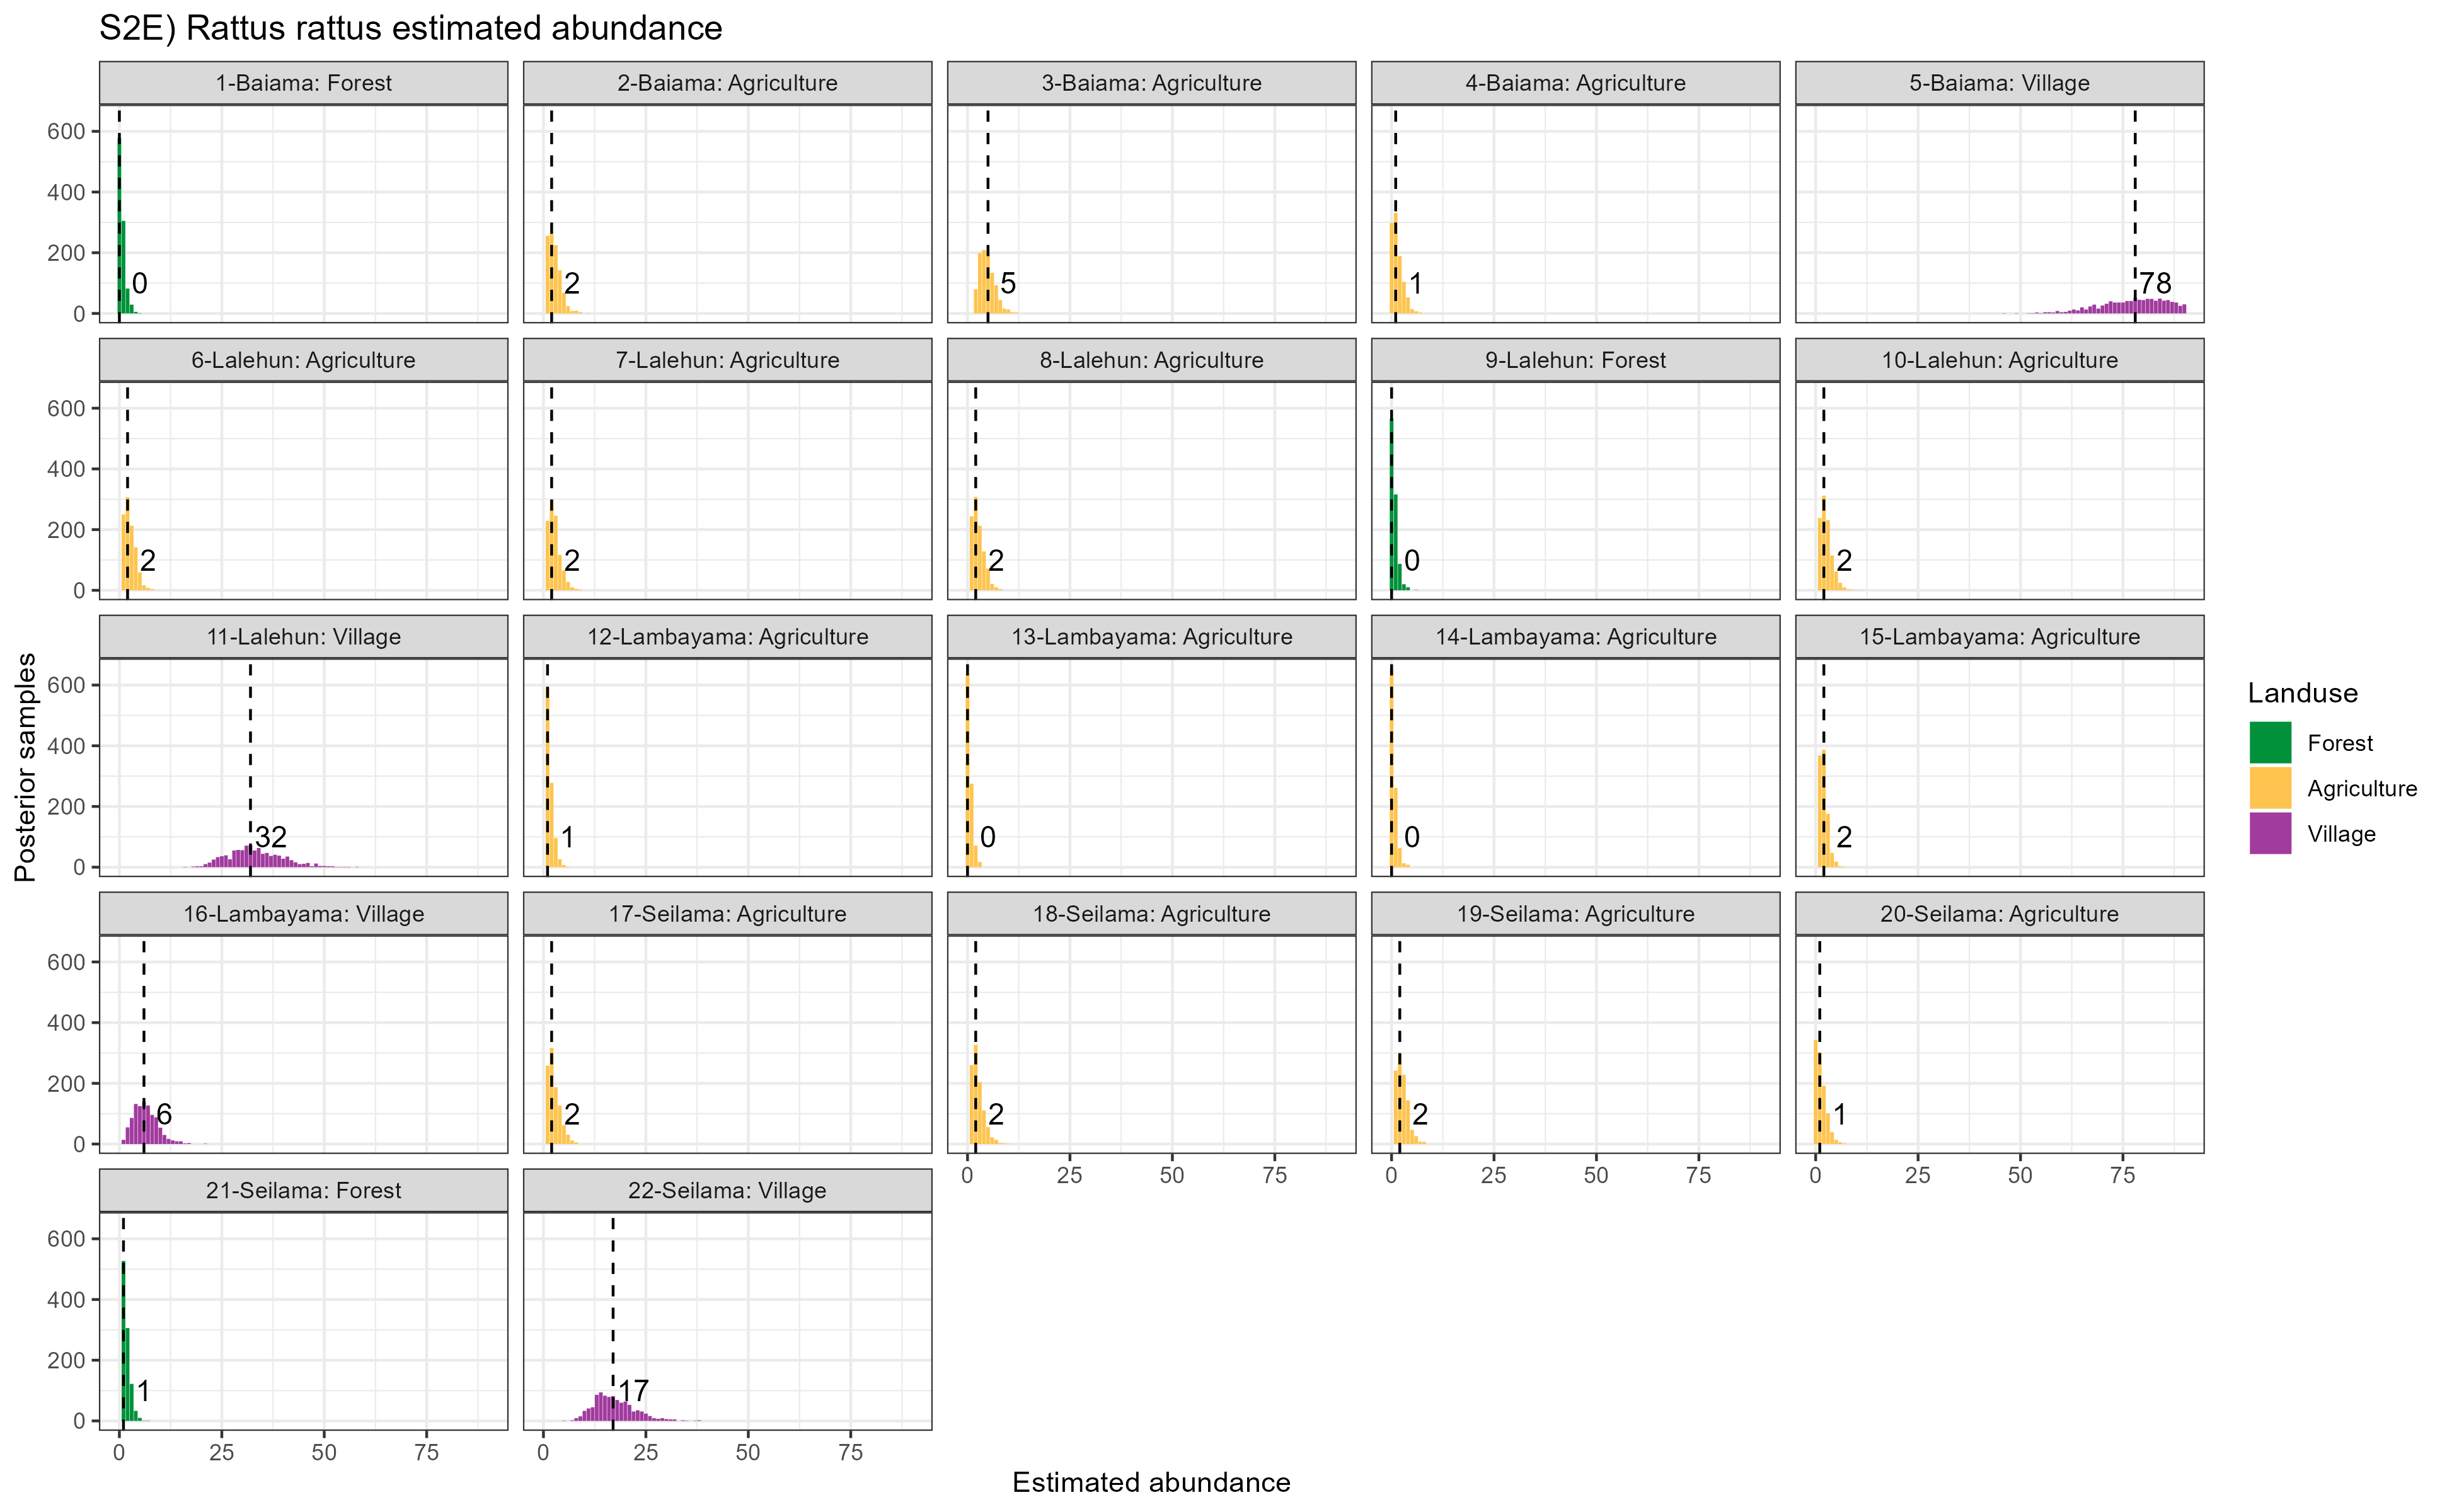 S2E) Rattus rattus estimated abundance
1-Baima: Forest
2-Baiama: Agriculture
3-Baiama: Agriculture
4-Baiama: Agriculture
5-Baiama: Village
600
400
200
0
0
2
5
1
78
6-Lalehun: Agriculture
7-Lalehun: Agriculture
8-Lalehun: Agriculture
9-Lalehun: Forest
10-Lalehun: Agriculture
600
400
200
0
2
2
2
0
2
11-Lalehun: Village
12-Lambayama: Agriculture
13-Lambayama: Agriculture
14-Lambayama: Agriculture
15-Lambayama: Agriculture
600
400
200
0
32
1
0
0
2
16-Lambayama: Village
17-Seilama: Agriculture
18-Seilama: Agriculture
19-Seilama: Agriculture
20-Seilama: Agriculture
600
400
200
0
6
2
2
2
1
0 25 50 75
0 25 50 75
0 25 50 75
21-Seilama: Forest
22-Seilama: Village
600
400
200
0
1
17
0 25 50 75
0 25 50 75
Estimated abundance
Posterior samples
Landuse
Forest
Agriculture
Village